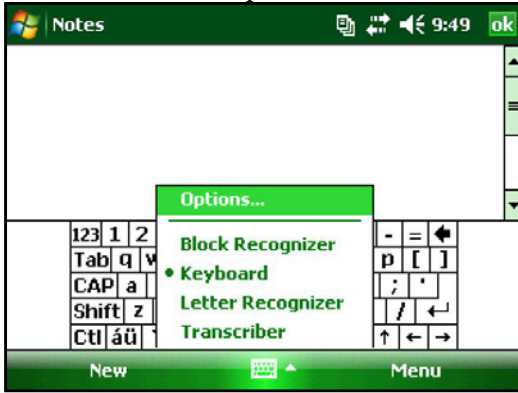 Notes 9:49 ok
Options...
Block Recognizer
Keyboard
Letter Recognizer
Transcriber
123 1 2 - = 
Tab q p [ ]
CAP a ; '
Shift z /
Ctl áü
New Menu